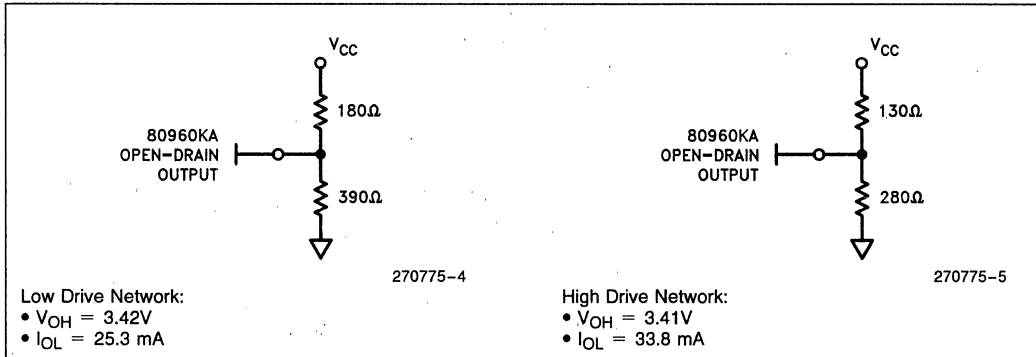 VCC
180Ω
80960KA
OPEN-DRAIN
OUTPUT
390Ω
270775-4
Low Drive Network:
• VOH = 3.42V
• IOL = 25.3 mA
VCC
130Ω
80960KA
OPEN-DRAIN
OUTPUT
280Ω
270775-5
High Drive Network:
• VOH = 3.41V
• IOL = 33.8 mA